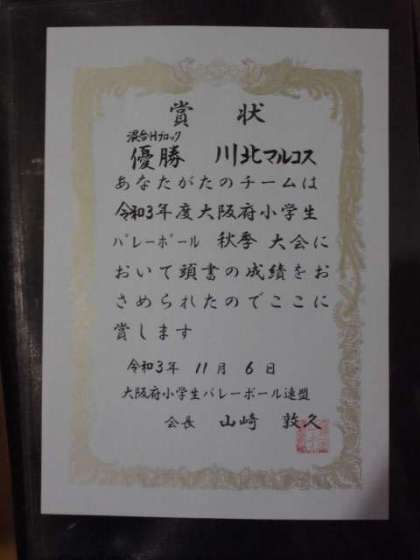 賞状
混合Hブロック
優勝 川北マルコス
あなたがたのチームは
令和3年度大阪府小学生
バレーボール 秋季 大会に
おいて頭書の成績をお
さめられたのでここに
賞します
令和3年 11月 6日
大阪府小学生バレーボール連盟
会長 山崎 敦久